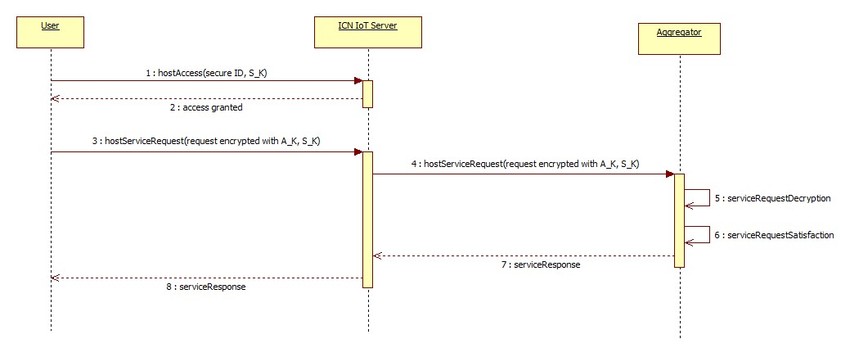 User
ICN IoT Server
Aggregator
1 : hostAccess(secure ID, S_K)
2 : access granted
3 : hostServiceRequest(request encrypted with A_K, S_K)
4 : hostServiceRequest(request encrypted with A_K, S_K)
5 : serviceRequestDecryption
6 : serviceRequestSatisfaction
7 : serviceResponse
8 : serviceResponse